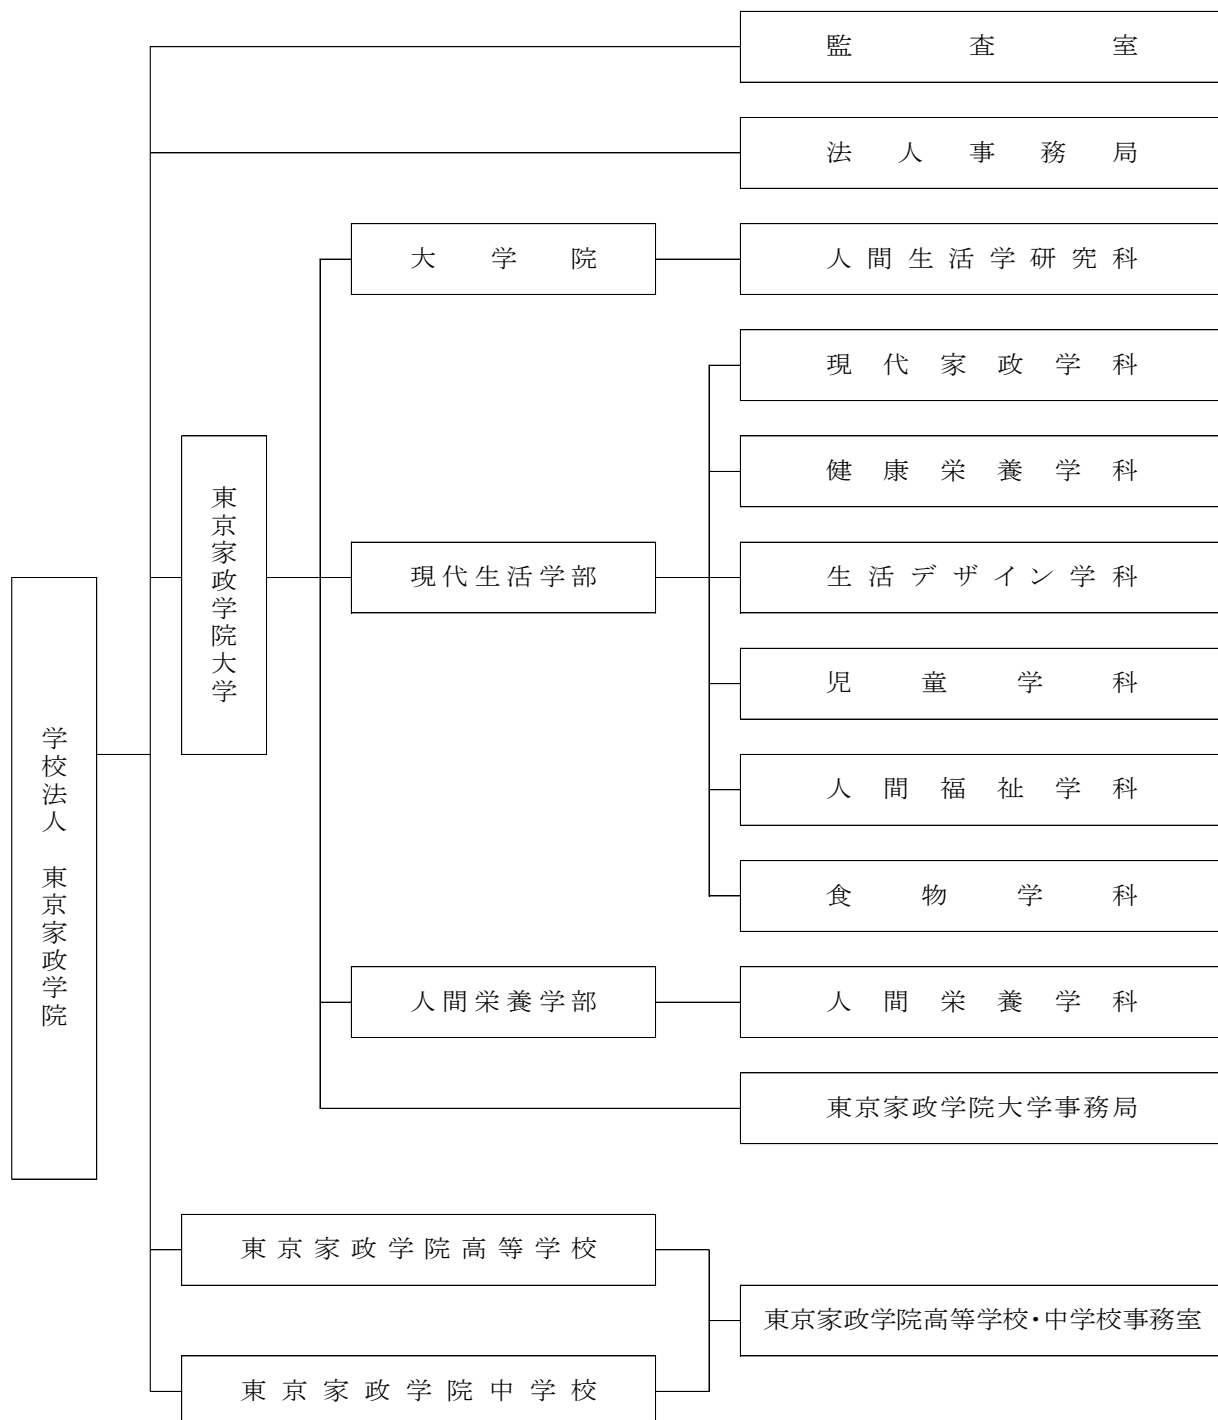 監査室
法人事務局
大学院
人間生活学研究科
現代家政学科
健康栄養学科
東京家政学院大学
現代生活学部
生活デザイン学科
児童学科
学校法人　東京家政学院
人間福祉学科
食物学科
人間栄養学部
人間栄養学科
東京家政学院大学事務局
東京家政学院高等学校
東京家政学院高等学校・中学校事務室
東京家政学院中学校